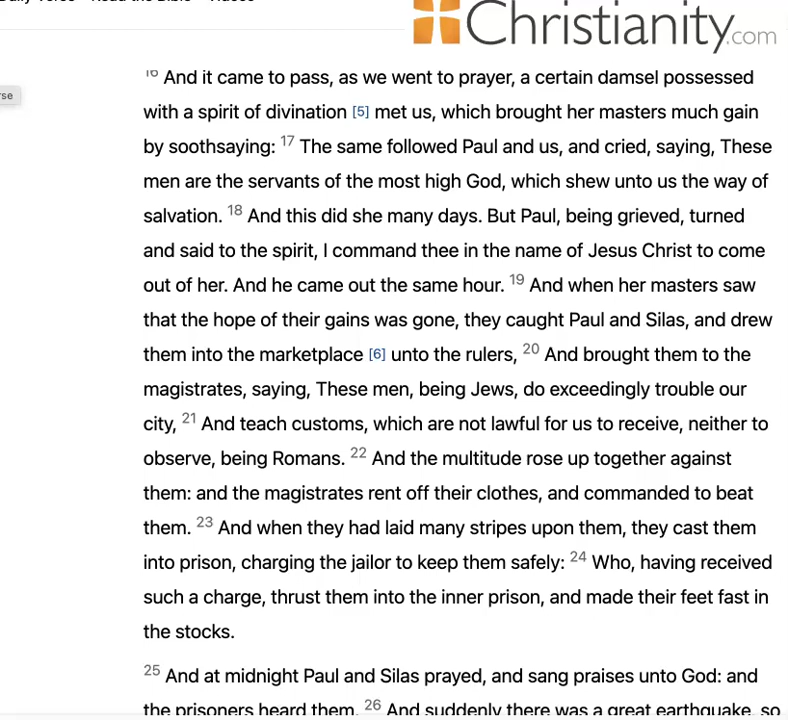 Read the Bible
Videos
Christianity.com
rse
16 And it came to pass, as we went to prayer, a certain damsel possessed
with a spirit of divination [5] met us, which brought her masters much gain
by soothsaying: 17 The same followed Paul and us, and cried, saying, These
men are the servants of the most high God, which shew unto us the way of
salvation. 18 And this did she many days. But Paul, being grieved, turned
and said to the spirit, I command thee in the name of Jesus Christ to come
out of her. And he came out the same hour. 19 And when her masters saw
that the hope of their gains was gone, they caught Paul and Silas, and drew
them into the marketplace [6] unto the rulers, 20 And brought them to the
magistrates, saying, These men, being Jews, do exceedingly trouble our
city, 21 And teach customs, which are not lawful for us to receive, neither to
observe, being Romans. 22 And the multitude rose up together against
them: and the magistrates rent off their clothes, and commanded to beat
them. 23 And when they had laid many stripes upon them, they cast them
into prison, charging the jailor to keep them safely: 24 Who, having received
such a charge, thrust them into the inner prison, and made their feet fast in
the stocks.
25 And at midnight Paul and Silas prayed, and sang praises unto God: and
the prisoners heard them. 26 And suddenly there was a great earthquake, so